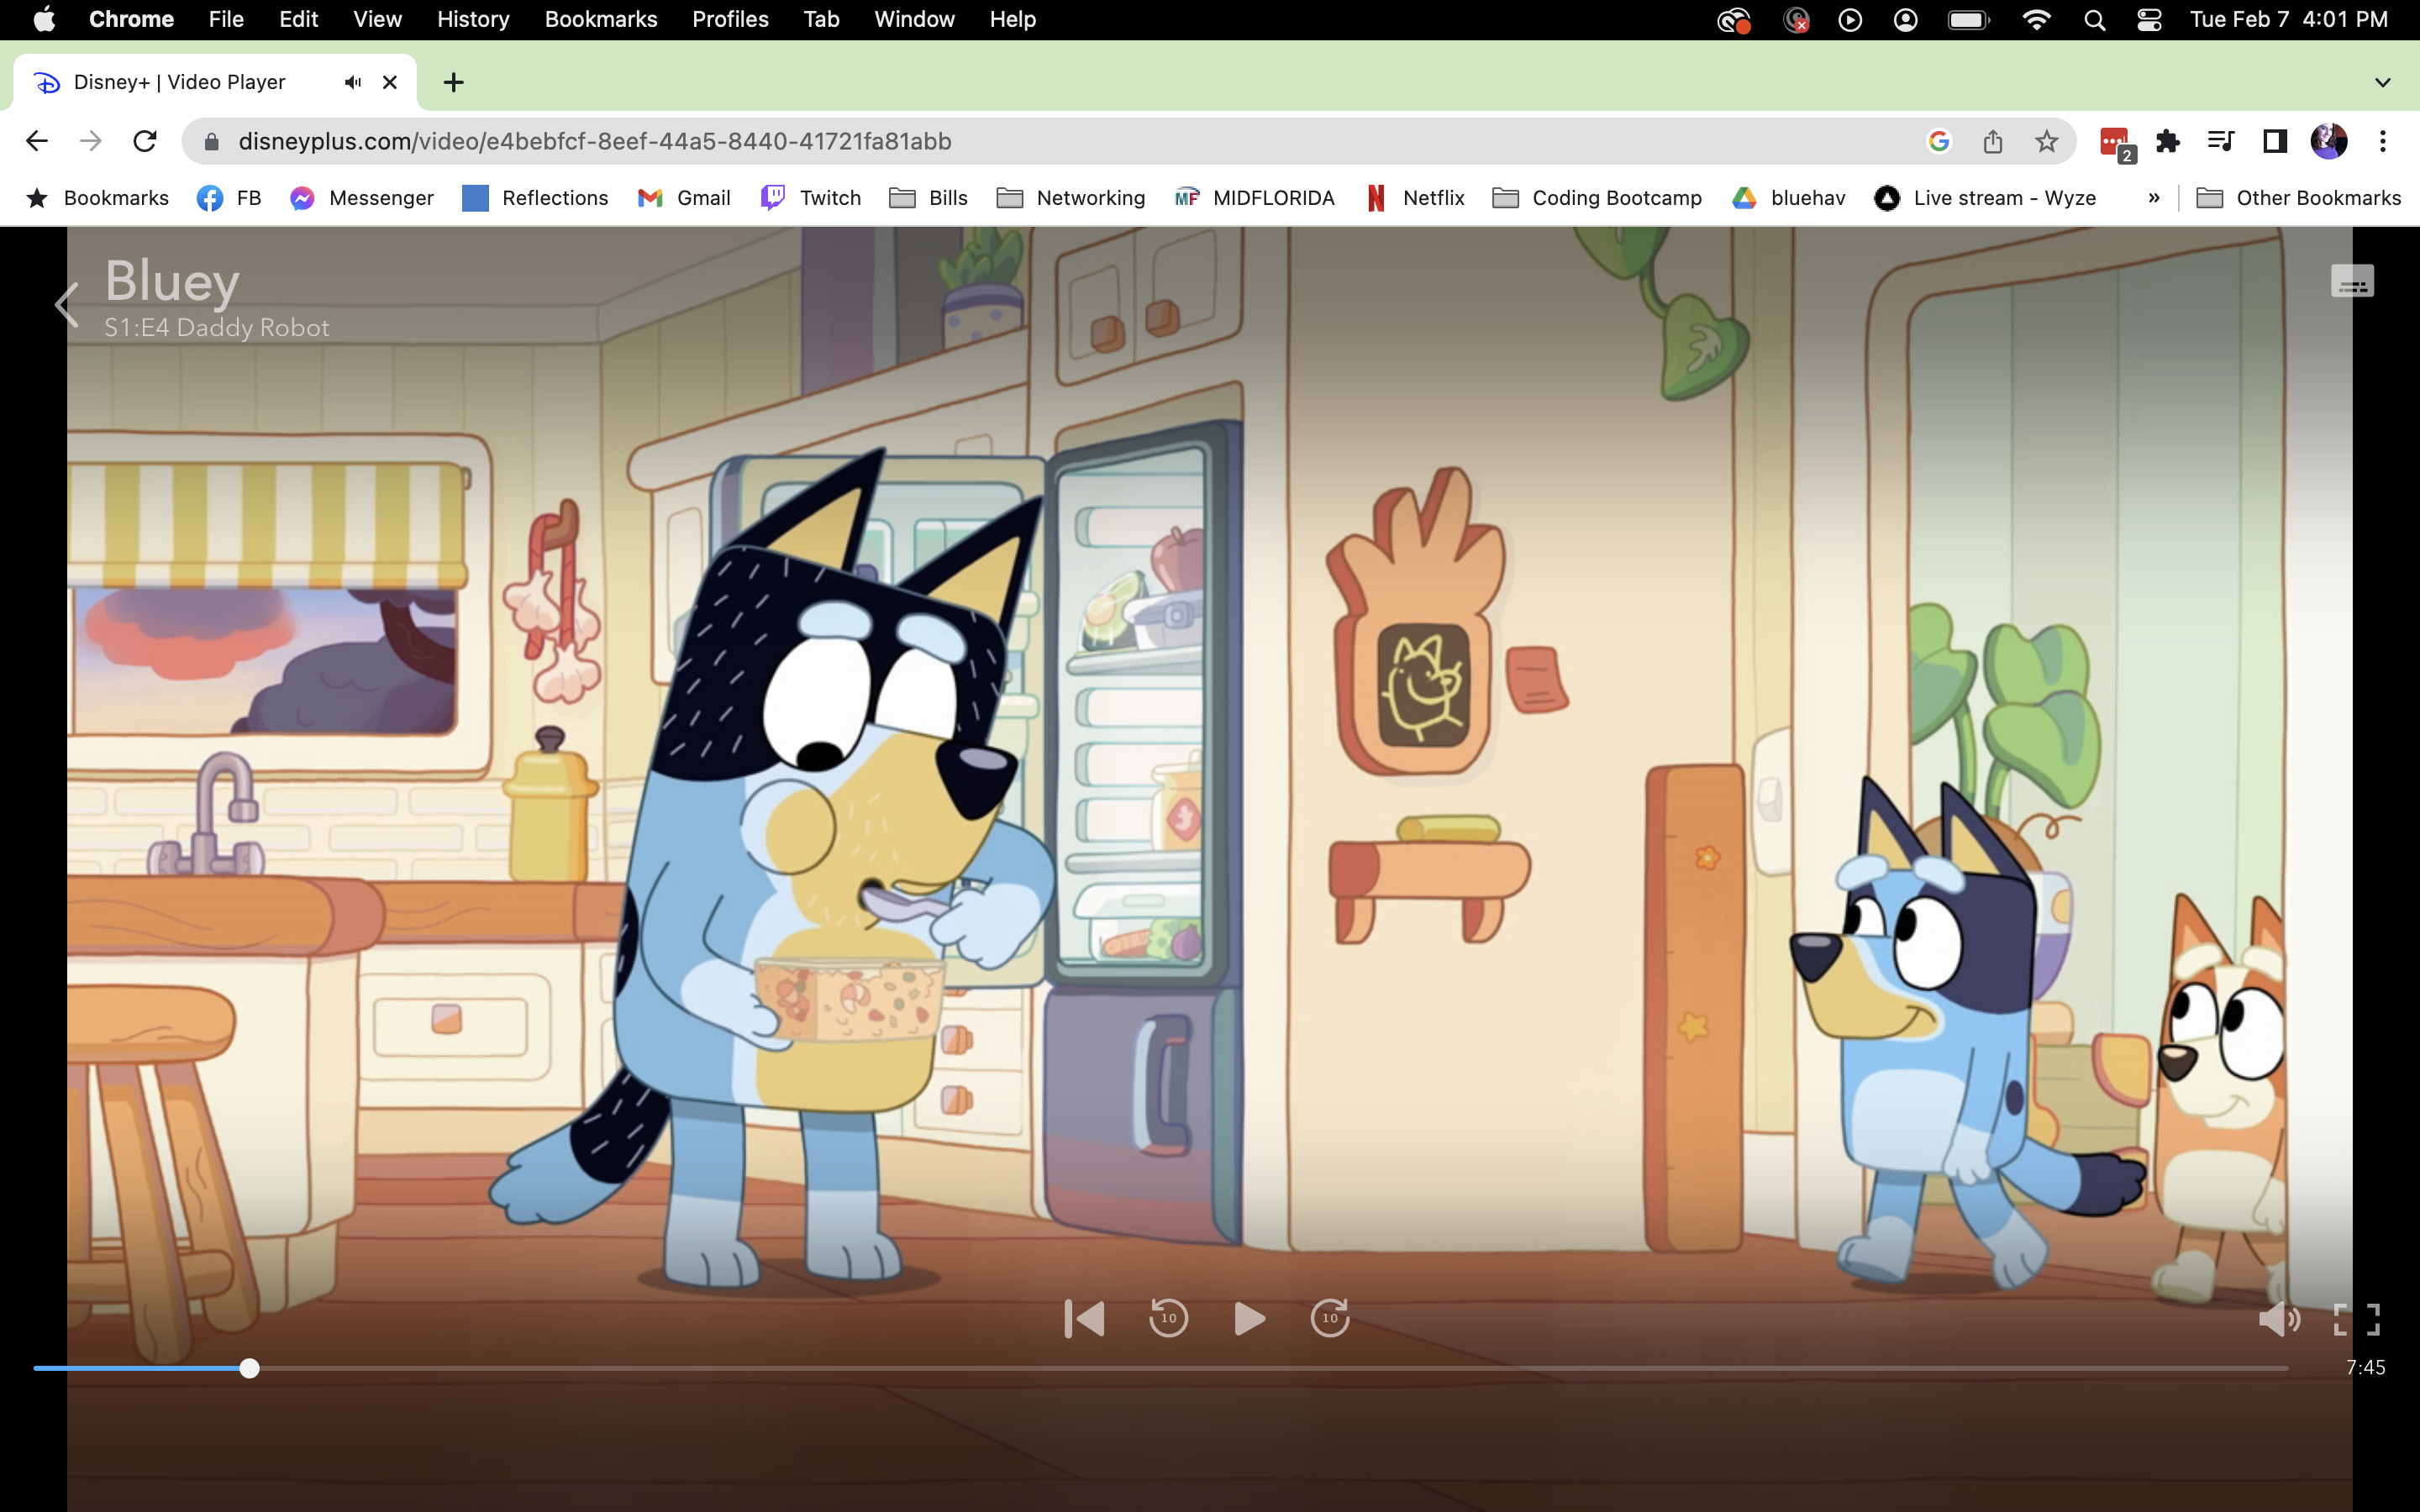 Chrome File Edit View History Bookmarks Profiles Tab Window Help Tue Feb 7 4:01 PM
Disney+ | Video Player
disneyplus.com/video/e4bebfcf-8eef-44a5-8440-41721fa81abb 2
Bookmarks FB Messenger Reflections Gmail Twitch Bills Networking MF MIDFLORIDA Netflix Coding Bootcamp bluehav Live stream - Wyze » Other Bookmarks
Bluey
S1:E4 Daddy Robot
10 10
7:45